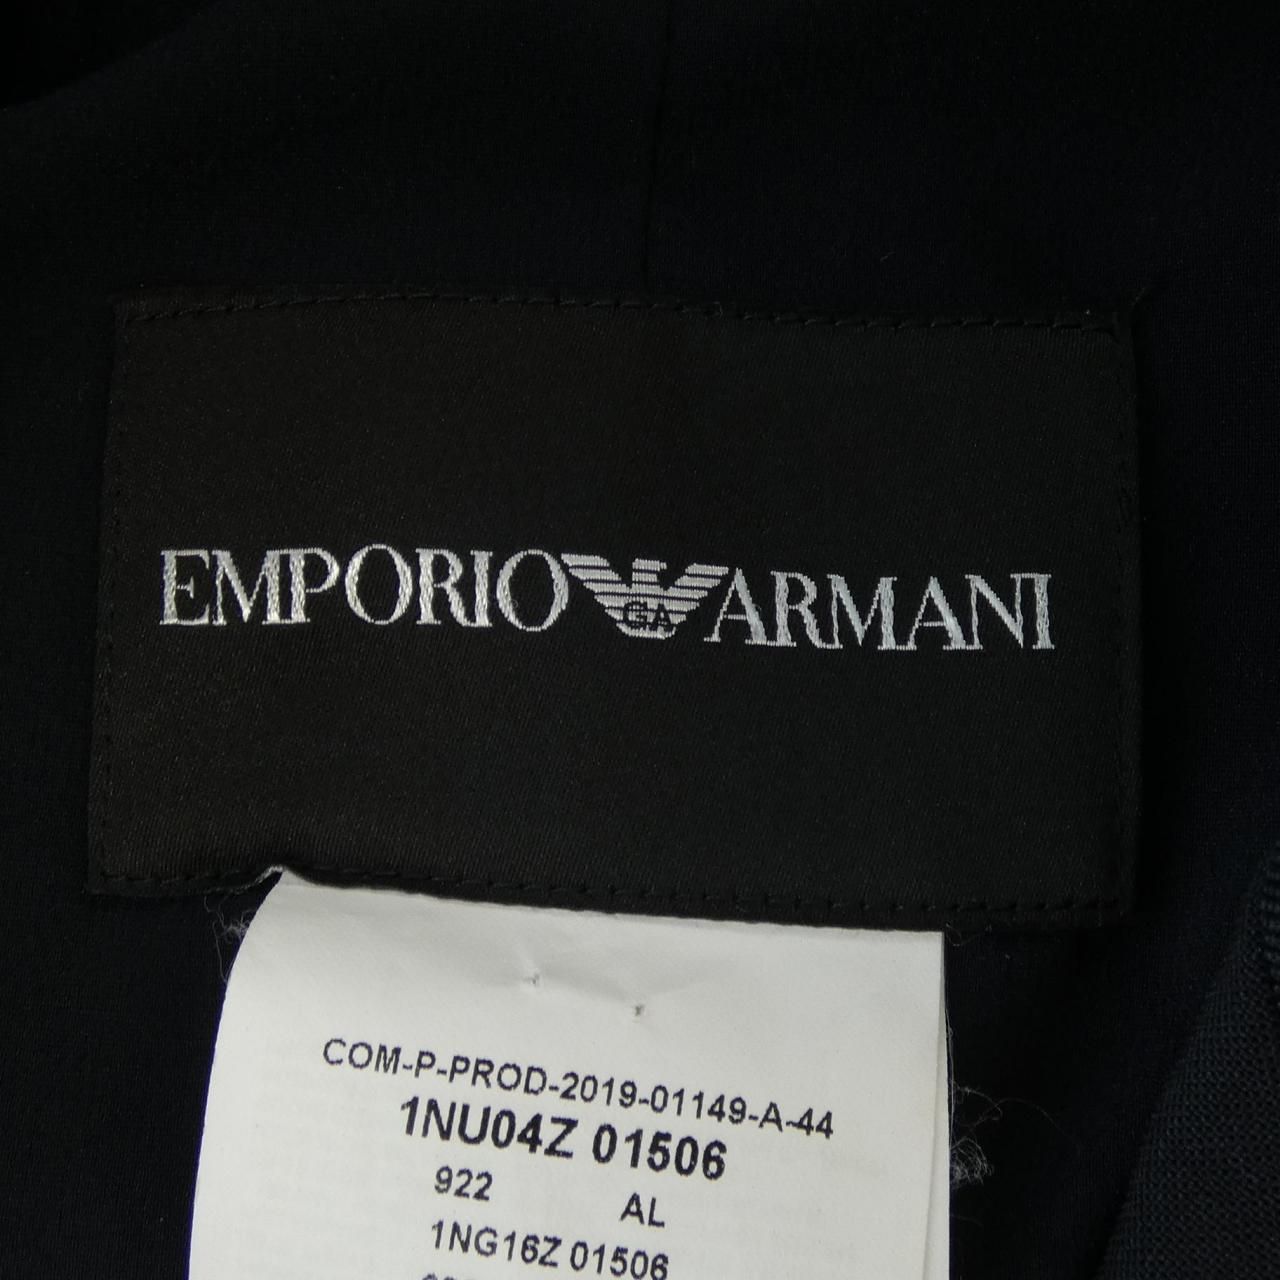 EMPORIO GA ARMANI
COM-P-PROD-2019-01149-A-44
1NU04Z 01506
922 AL
1NG16Z 01506